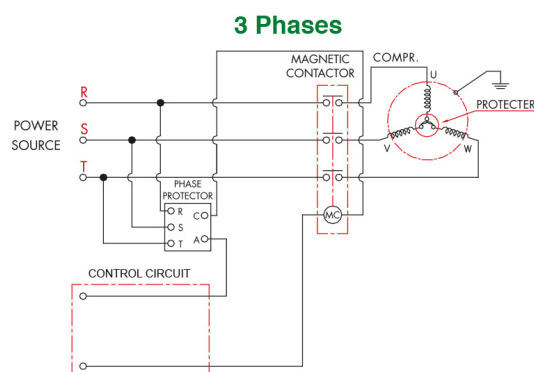 3 Phases
MAGNETIC
CONTACTOR
COMPR.
U
R
PROTECTER
POWER
SOURCE
S
V
W
T
PHASE
PROTECTOR
R
CO
S
T
A
MC
CONTROL CIRCUIT